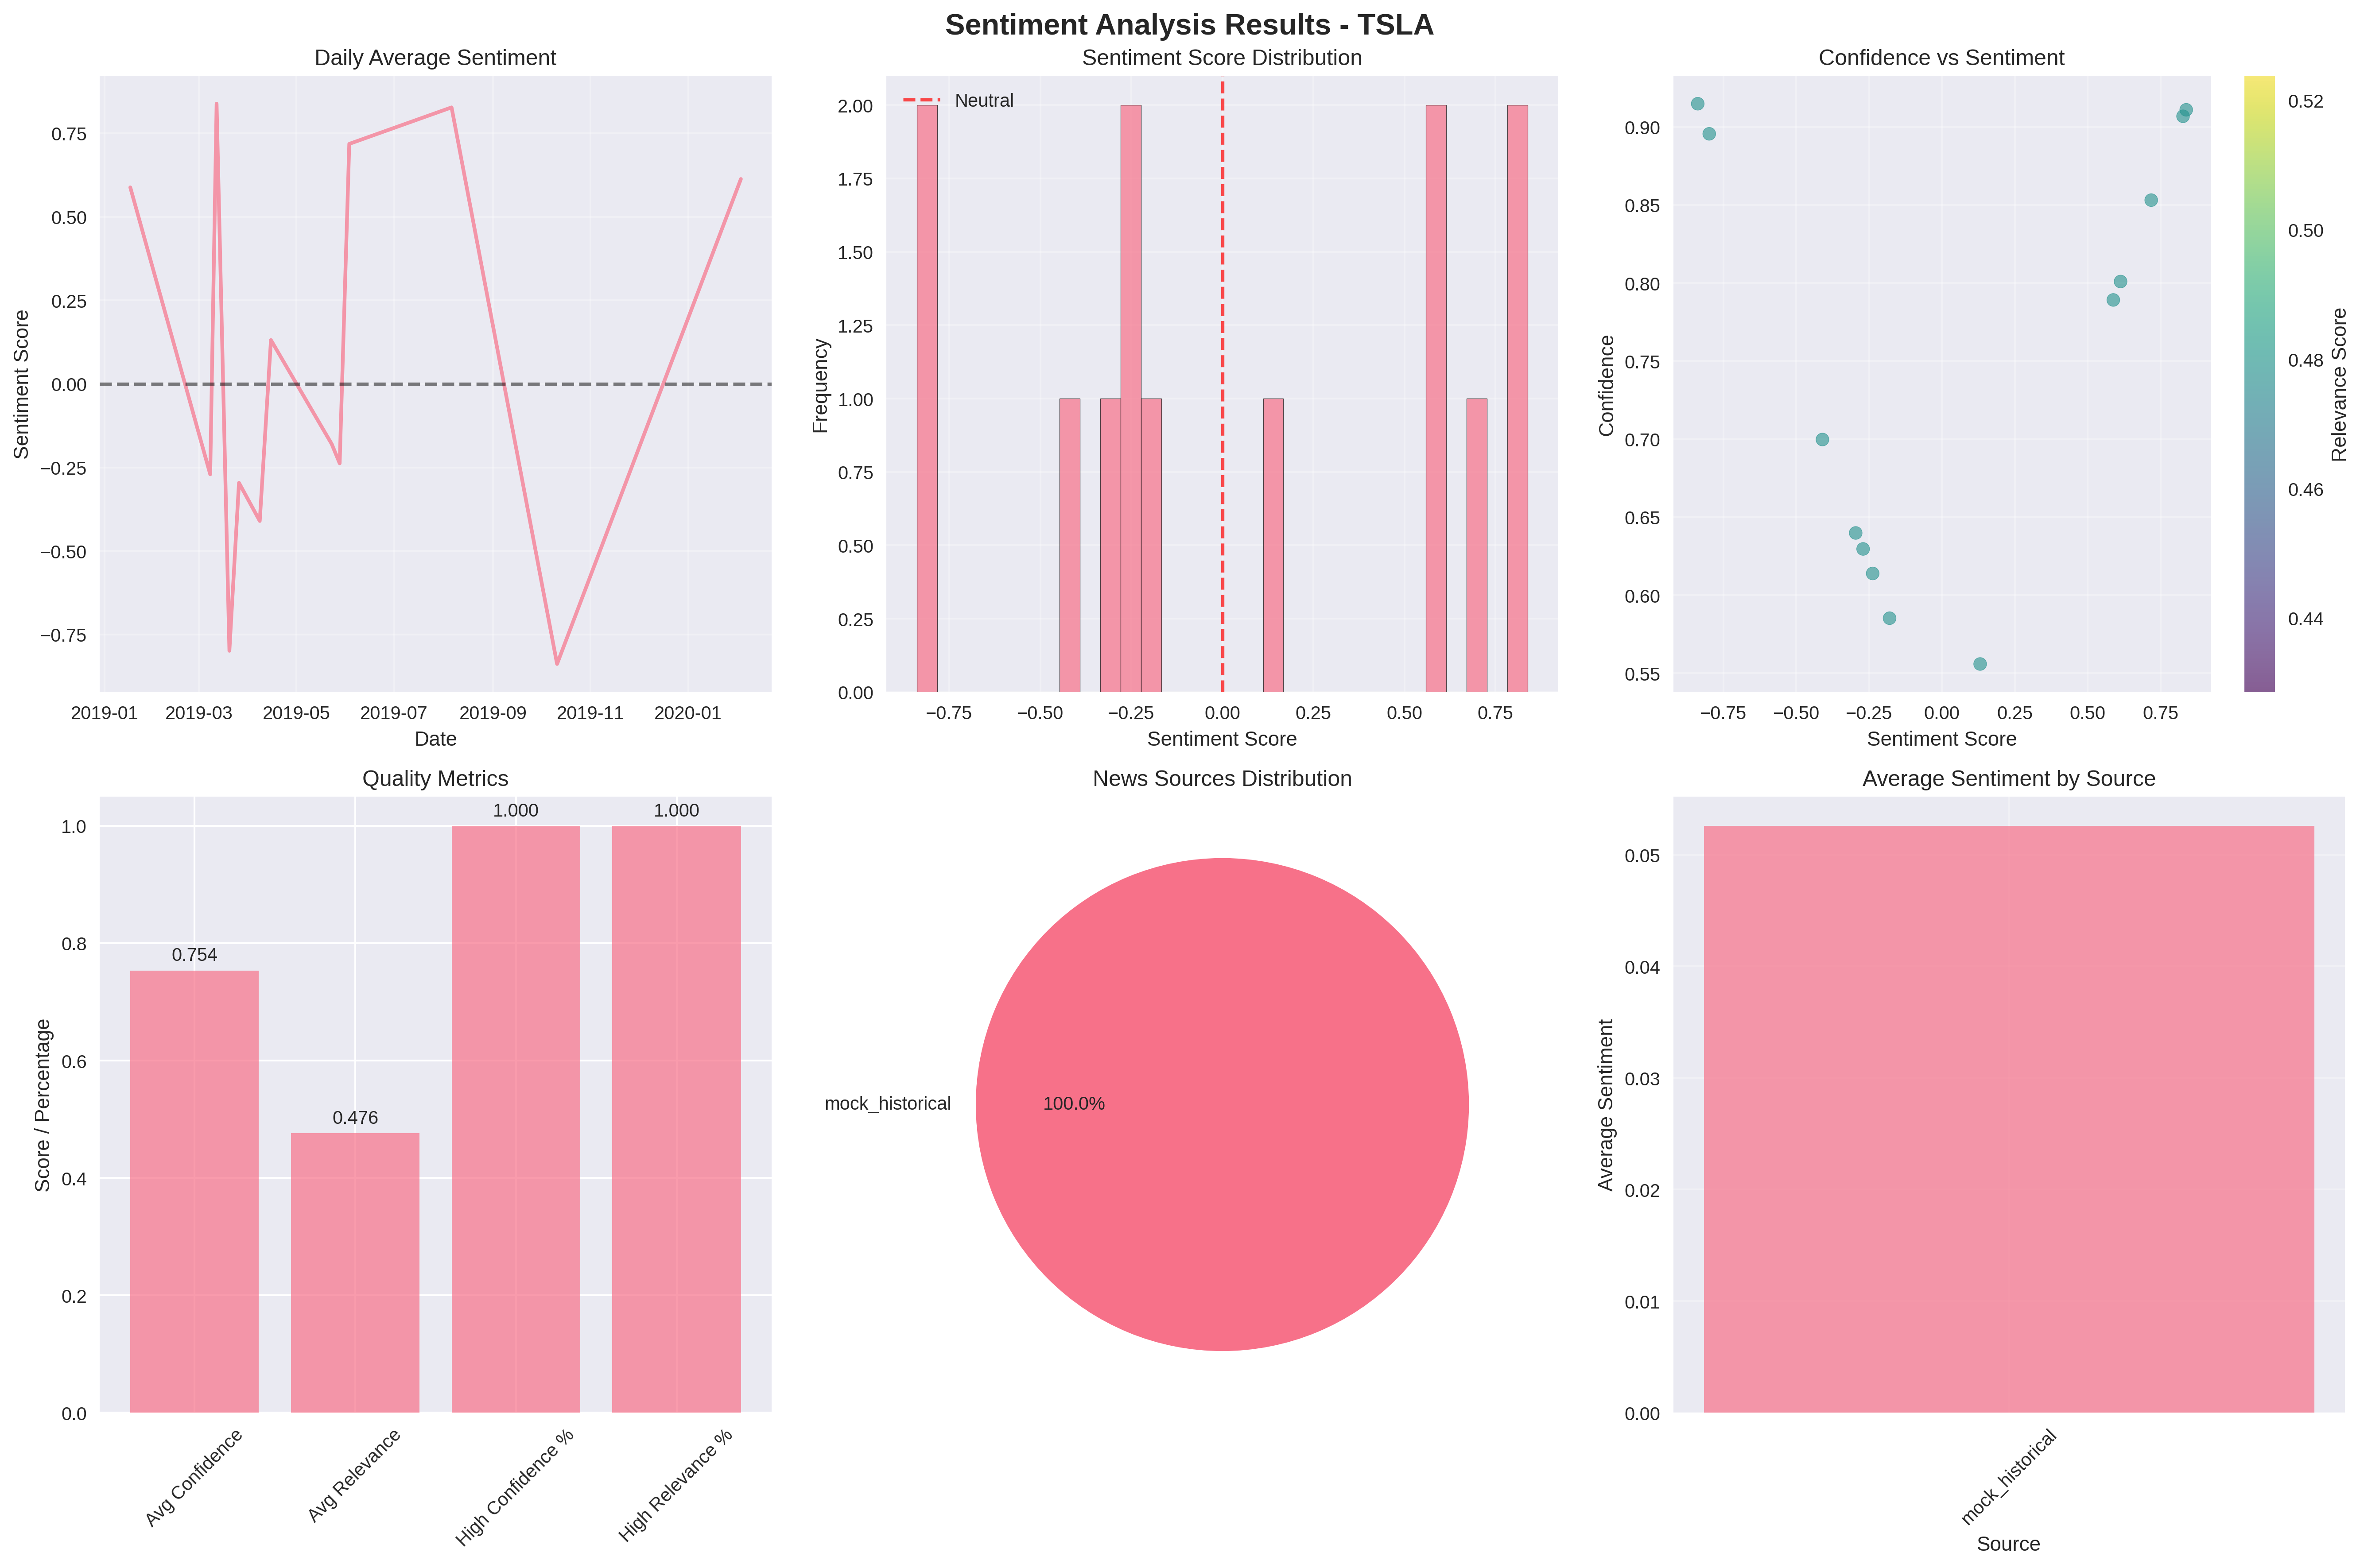 Sentiment Analysis Results - TSLA
Daily Average Sentiment
0.75
0.50
0.25
0.00
−0.25
−0.50
−0.75
Sentiment Score
2019-01 2019-03 2019-05 2019-07 2019-09 2019-11 2020-01
Date
Sentiment Score Distribution
Neutral
2.00
1.75
1.50
1.25
1.00
0.75
0.50
0.25
0.00
Frequency
−0.75 −0.50 −0.25 0.00 0.25 0.50 0.75
Sentiment Score
Confidence vs Sentiment
0.90
0.85
0.80
0.75
0.70
0.65
0.60
0.55
Confidence
−0.75 −0.50 −0.25 0.00 0.25 0.50 0.75
Sentiment Score
0.52
0.50
0.48
0.46
0.44
Relevance Score
Quality Metrics
1.0
0.8
0.6
0.4
0.2
0.0
Score / Percentage
0.754
0.476
1.000
1.000
Avg Confidence
Avg Relevance
High Confidence %
High Relevance %
News Sources Distribution
mock_historical
100.0%
Average Sentiment by Source
0.05
0.04
0.03
0.02
0.01
0.00
Average Sentiment
mock_historical
Source